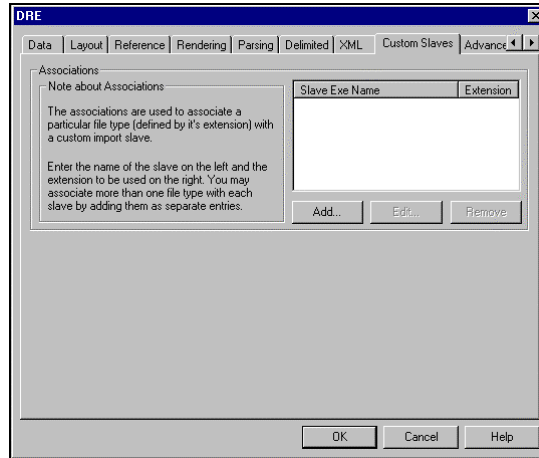 DRE
Data Layout Reference Rendering Parsing Delimited XML Custom Slaves Advance
Associations
Note about Associations
The associations are used to associate a
particular file type (defined by it's extension) with
a custom import slave.
Enter the name of the slave on the left and the
extension to be used on the right. You may
associate more than one file type with each
slave by adding them as separate entries.
Slave Exe Name Extension
Add... Edit... Remove
OK Cancel Help